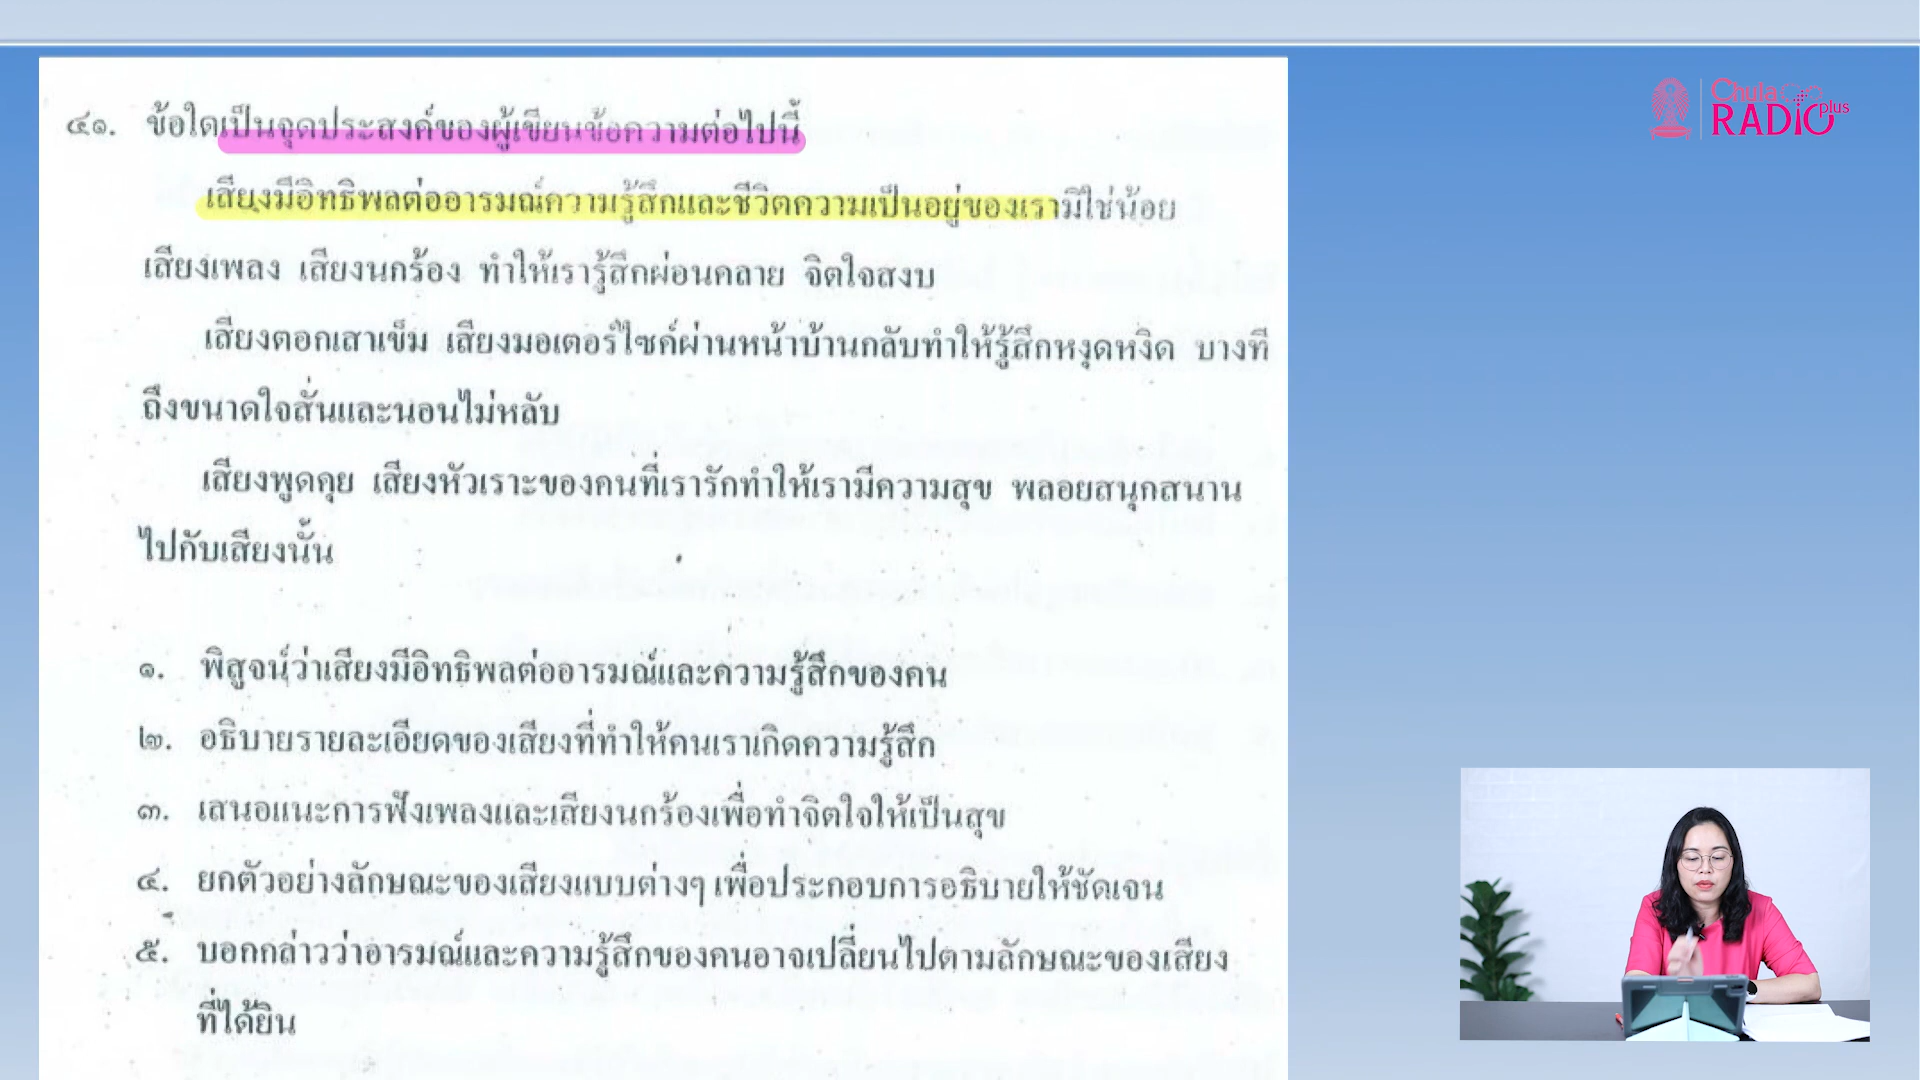 Chula
RADIO plus
๔๑. ข้อใดเป็นจุดประสงค์ของผู้เขียนข้อความต่อไปนี้
เสียงมีอิทธิพลต่ออารมณ์ความรู้สึกและชีวิตความเป็นอยู่ของเรามิใช่น้อย
เสียงเพลง เสียงนกร้อง ทำให้เรารู้สึกผ่อนคลาย จิตใจสงบ
เสียงตอกเสาเข็ม เสียงมอเตอร์ไซค์ผ่านหน้าบ้านกลับทำให้รู้สึกหงุดหงิด บางที
ถึงขนาดใจสั่นและนอนไม่หลับ
เสียงพูดคุย เสียงหัวเราะของคนที่เรารักทำให้เรามีความสุข พลอยสนุกสนาน
ไปกับเสียงนั้น
๑. พิสูจน์ว่าเสียงมีอิทธิพลต่ออารมณ์และความรู้สึกของคน
๒. อธิบายรายละเอียดของเสียงที่ทำให้คนเราเกิดความรู้สึก
๓. เสนอแนะการฟังเพลงและเสียงนกร้องเพื่อทำจิตใจให้เป็นสุข
๔. ยกตัวอย่างลักษณะของเสียงแบบต่างๆ เพื่อประกอบการอธิบายให้ชัดเจน
๕. บอกกล่าวว่าอารมณ์และความรู้สึกของคนอาจเปลี่ยนไปตามลักษณะของเสียง
ที่ได้ยิน